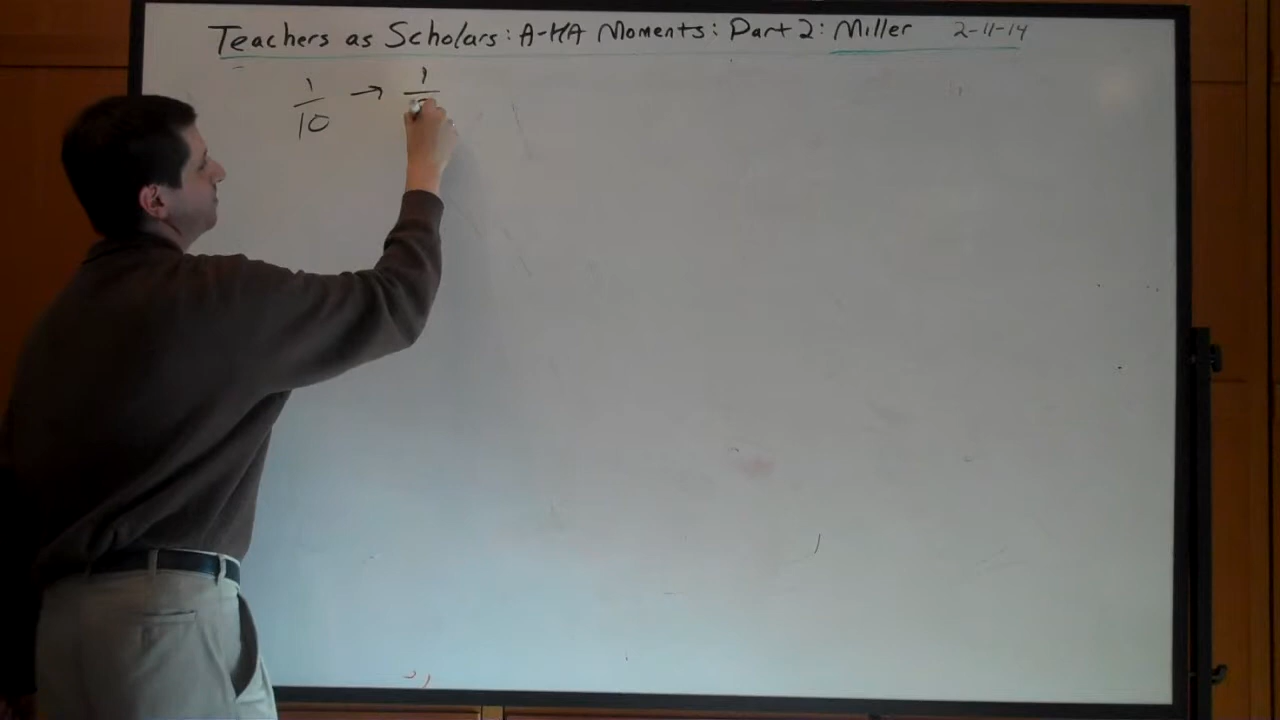 Teachers as Scholars: A-HA Moments: Part 2: Miller 2-11-14
1/10 → 1/